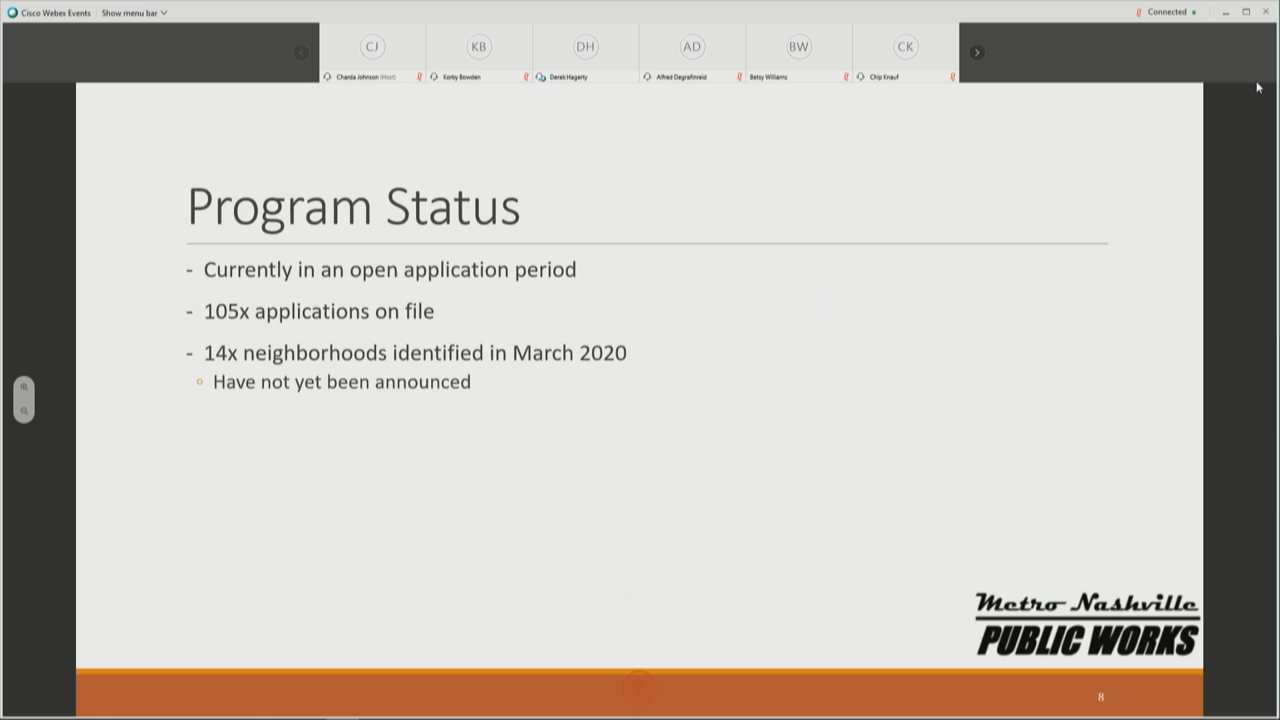 Cisco Webex Events Show menu bar
Connected
CJ KB DH AD BW CK
Charda Johnson (Host) Korby Bowden Derek Hagerty Alfred Degrafinreid Betsy Williams Chip Knauf
Program Status
- Currently in an open application period
- 105x applications on file
- 14x neighborhoods identified in March 2020
Have not yet been announced
Metro Nashville
PUBLIC WORKS
8